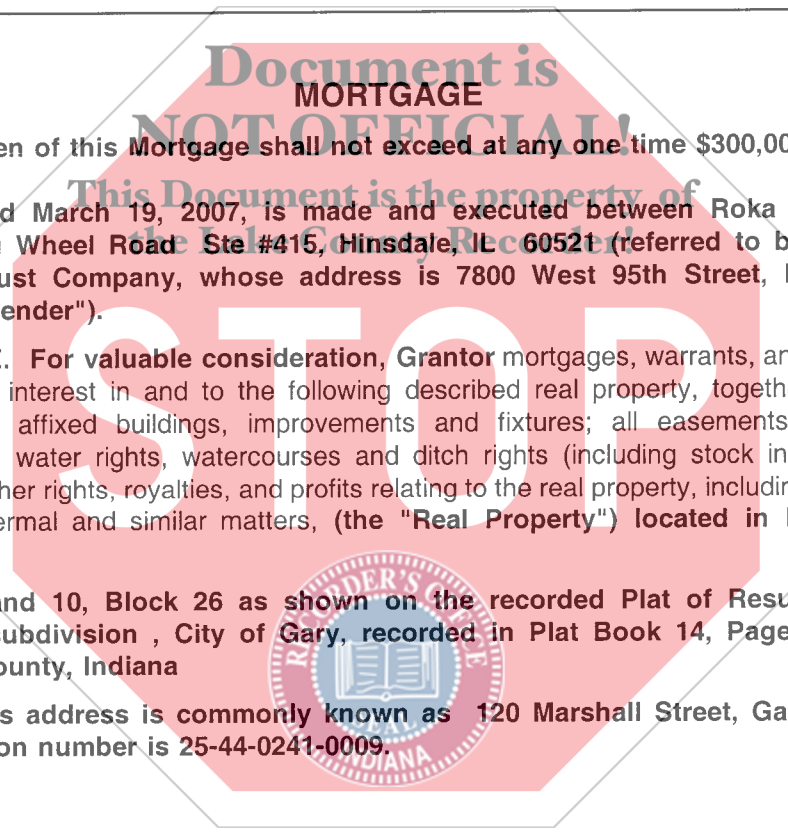 Document is
MORTGAGE
NOT OFFICIAL!
en of this Mortgage shall not exceed at any one time $300,00
This Document is the property of
d March 19, 2007, is made and executed between Roka
the Lake County Recorder!
Wheel Road Ste #415, Hinsdale, IL 60521 (referred to b
ust Company, whose address is 7800 West 95th Street,
ender").
STOP
. For valuable consideration, Grantor mortgages, warrants, an
interest in and to the following described real property, togeth
affixed buildings, improvements and fixtures; all easements
water rights, watercourses and ditch rights (including stock in
her rights, royalties, and profits relating to the real property, includin
ermal and similar matters, (the "Real Property") located in
RECORDER'S OFFICE
SEAL
INDIANA
and 10, Block 26 as shown on the recorded Plat of Resu
subdivision , City of Gary, recorded in Plat Book 14, Page
ounty, Indiana
s address is commonly known as 120 Marshall Street, Ga
on number is 25-44-0241-0009.